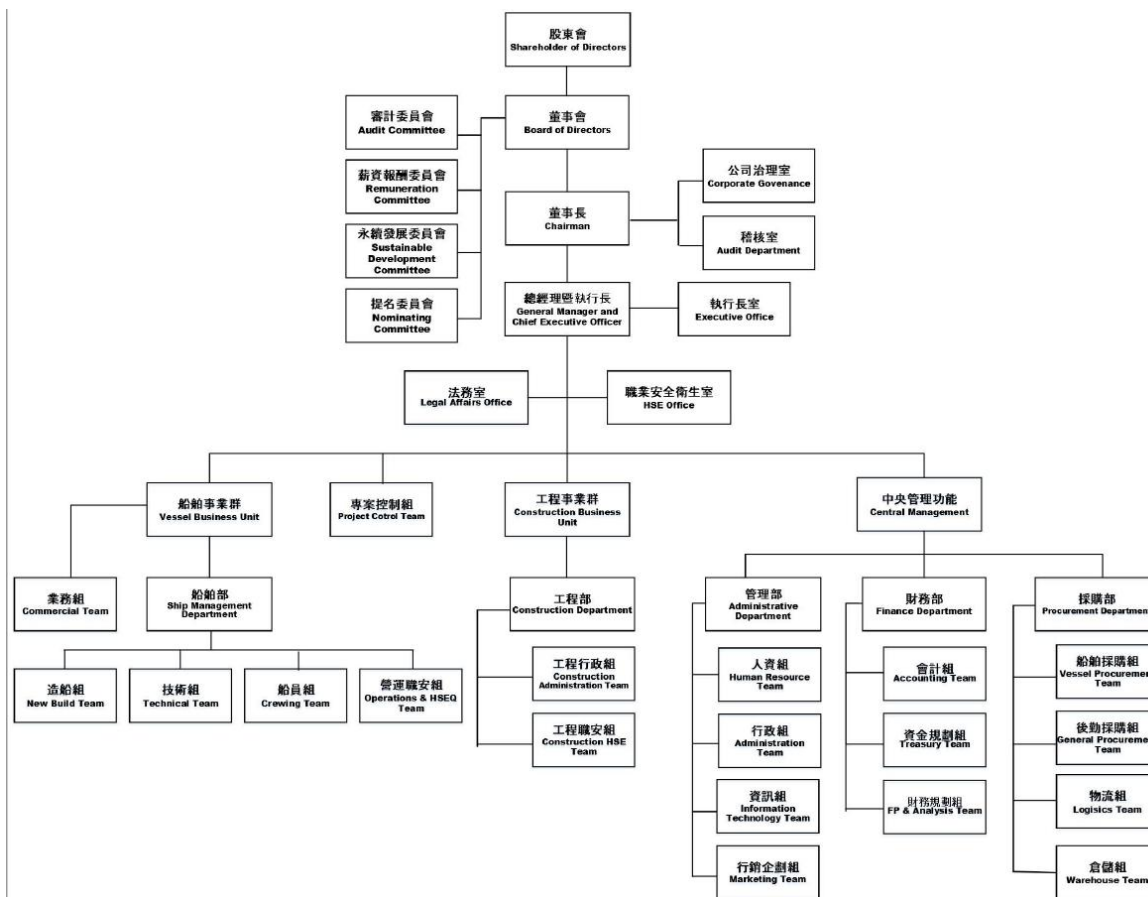 股東會
Shareholder of Directors
審計委員會
Audit Committee
董事會
Board of Directors
薪資報酬委員會
Remuneration
Committee
公司治理室
Corporate Govenance
董事長
Chairman
永續發展委員會
Sustainable
Development
Committee
稽核室
Audit Department
提名委員會
Nominating
Committee
總經理暨執行長
General Manager and
Chief Executive Officer
執行長室
Executive Office
法務室
Legal Affairs Office
職業安全衛生室
HSE Office
船舶事業群
Vessel Business Unit
專案控制組
Project Cotrol Team
工程事業群
Construction Business
Unit
中央管理功能
Central Management
業務組
Commercial Team
船舶部
Ship Management
Department
工程部
Construction Department
管理部
Administrative
Department
財務部
Finance Department
採購部
Procurement Department
造船組
New Build Team
技術組
Technical Team
船員組
Crewing Team
營運職安組
Operations & HSEQ
Team
工程行政組
Construction
Administration Team
人資組
Human Resource
Team
會計組
Accounting Team
船舶採購組
Vessel Procurement
Team
工程職安組
Construction HSE
Team
行政組
Administration
Team
資金規劃組
Treasury Team
後勤採購組
General Procurement
Team
資訊組
Information
Technology Team
財務規劃組
FP & Analysis Team
物流組
Logisics Team
行銷企劃組
Marketing Team
倉儲組
Warehouse Team